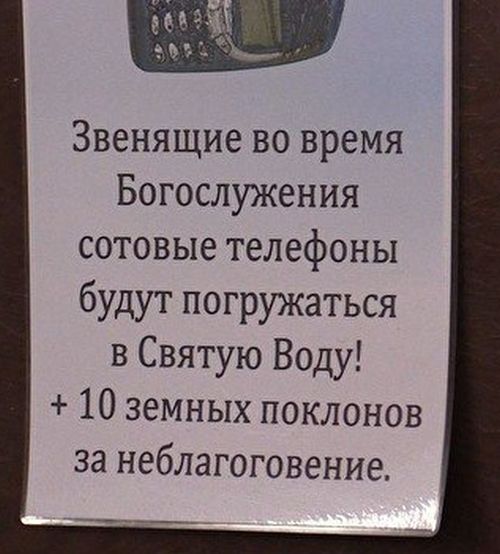 Звенящие во время
Богослужения
сотовые телефоны
будут погружаться
в Святую Воду!
+ 10 земных поклонов
за неблагоговение.